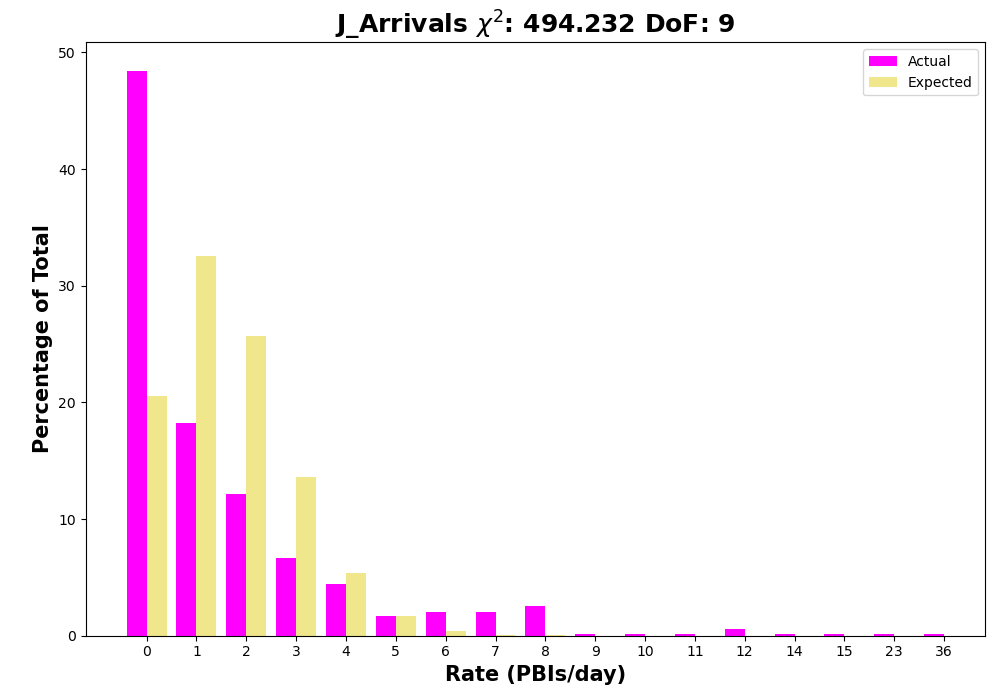 J_Arrivals χ²: 494.232 DoF: 9
Actual
Expected
Percentage of Total
50
40
30
20
10
0
0 1 2 3 4 5 6 7 8 9 10 11 12 14 15 23 36
Rate (PBIs/day)